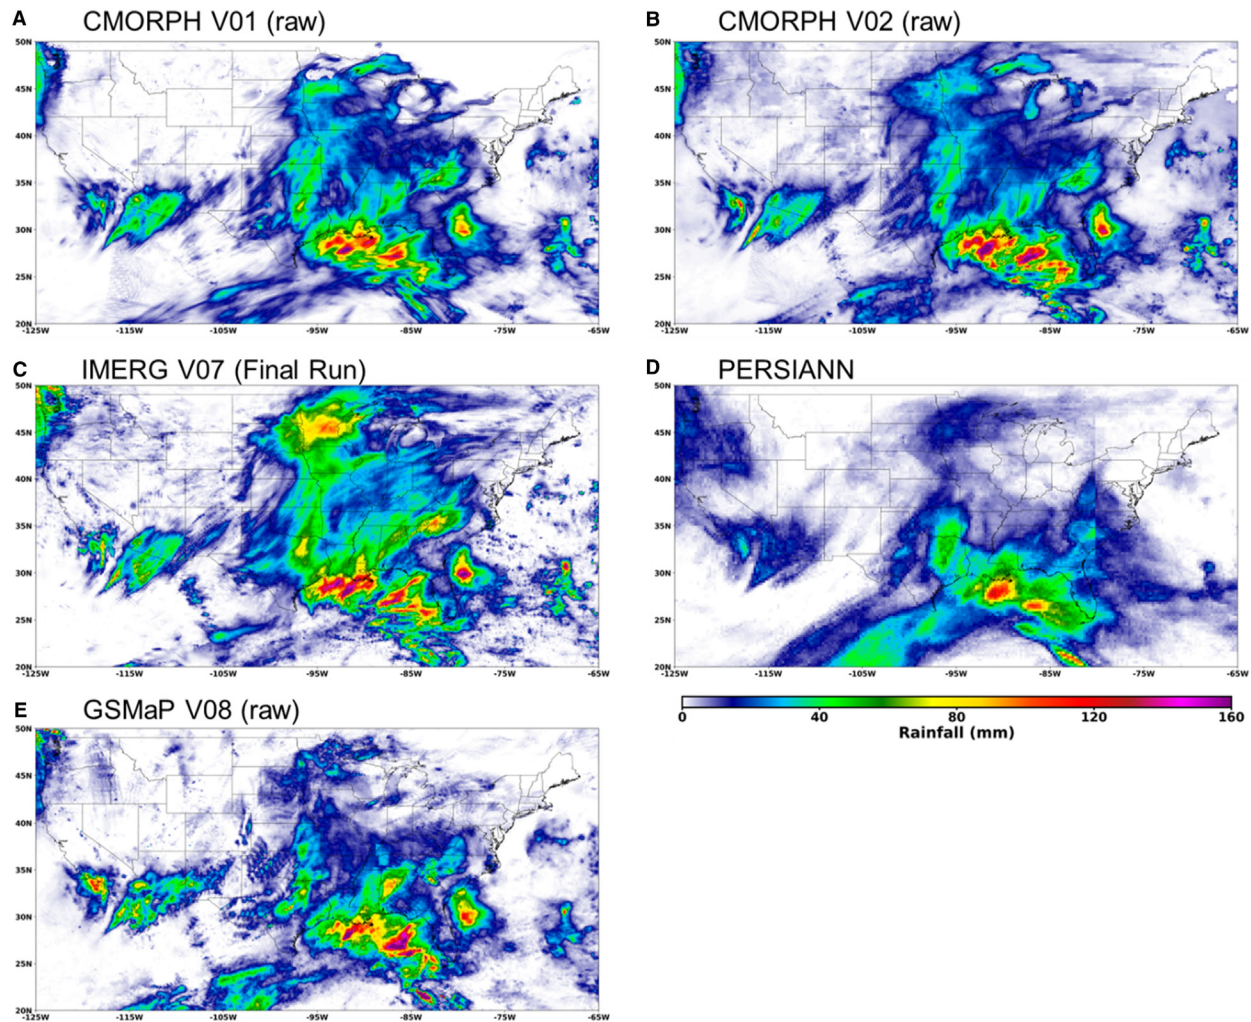 A CMORPH V01 (raw)
50N
45N
40N
35N
30N
25N
20N
-125W -115W -105W -95W -85W -75W -65W
B CMORPH V02 (raw)
50N
45N
40N
35N
30N
25N
20N
-125W -115W -105W -95W -85W -75W -65W
C IMERG V07 (Final Run)
50N
45N
40N
35N
30N
25N
20N
-125W -115W -105W -95W -85W -75W -65W
D PERSIANN
50N
45N
40N
35N
30N
25N
20N
-125W -115W -105W -95W -85W -75W -65W
0 40 80 120 160
Rainfall (mm)
E GSMaP V08 (raw)
50N
45N
40N
35N
30N
25N
20N
-125W -115W -105W -95W -85W -75W -65W